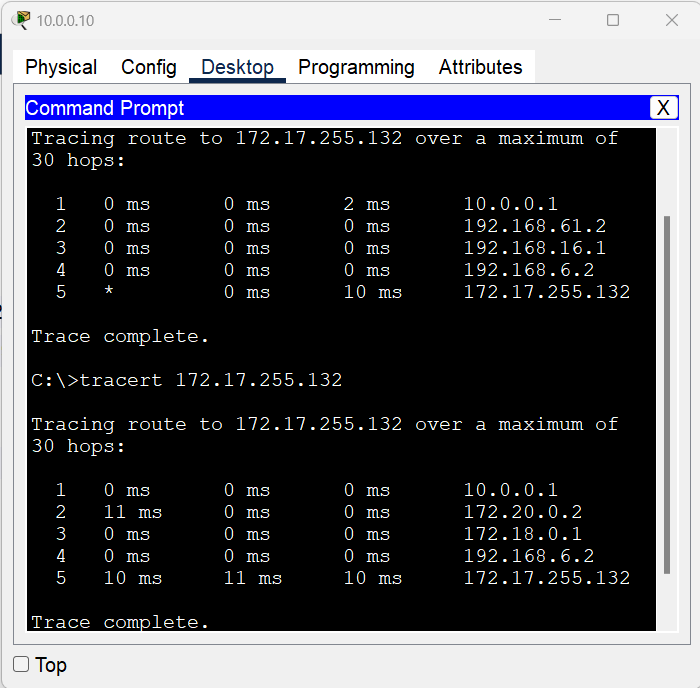 10.0.0.10
Physical Config Desktop Programming Attributes
Command Prompt X
Tracing route to 172.17.255.132 over a maximum of
30 hops:
1 0 ms 0 ms 2 ms 10.0.0.1
2 0 ms 0 ms 0 ms 192.168.61.2
3 0 ms 0 ms 0 ms 192.168.16.1
4 0 ms 0 ms 0 ms 192.168.6.2
5 * 0 ms 10 ms 172.17.255.132
Trace complete.
C:\>tracert 172.17.255.132
Tracing route to 172.17.255.132 over a maximum of
30 hops:
1 0 ms 0 ms 0 ms 10.0.0.1
2 11 ms 0 ms 0 ms 172.20.0.2
3 0 ms 0 ms 0 ms 172.18.0.1
4 0 ms 0 ms 0 ms 192.168.6.2
5 10 ms 11 ms 10 ms 172.17.255.132
Trace complete.
Top